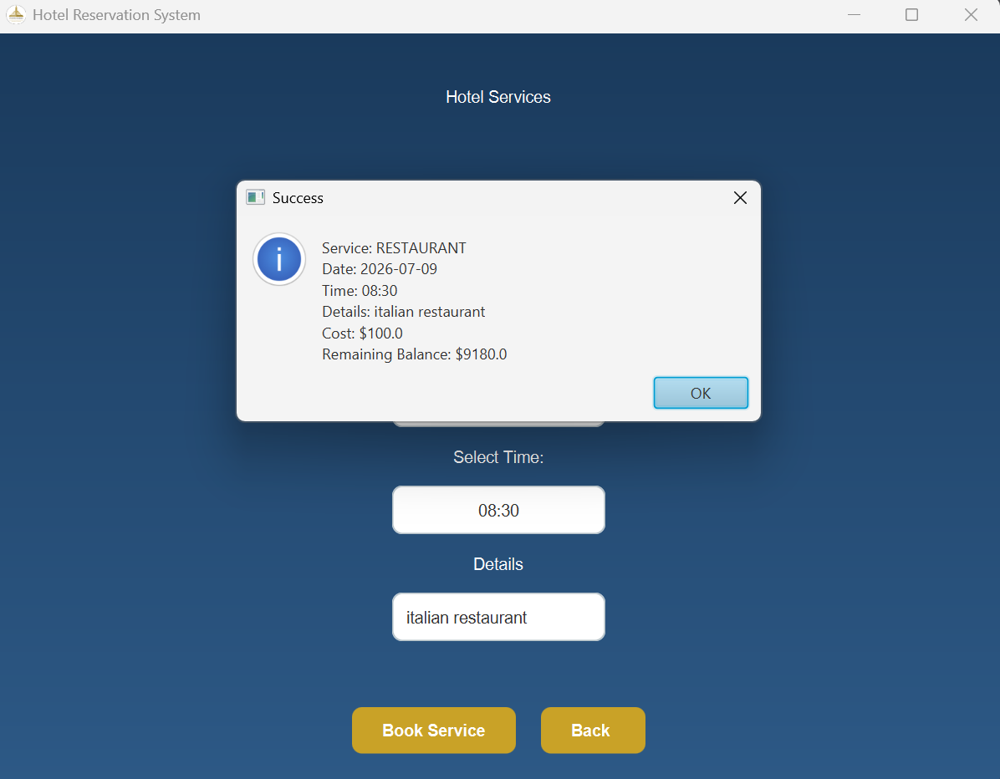 Hotel Reservation System
Hotel Services
Success
Service: RESTAURANT
Date: 2026-07-09
Time: 08:30
Details: italian restaurant
Cost: $100.0
Remaining Balance: $9180.0
OK
Select Time:
08:30
Details
italian restaurant
Book Service
Back